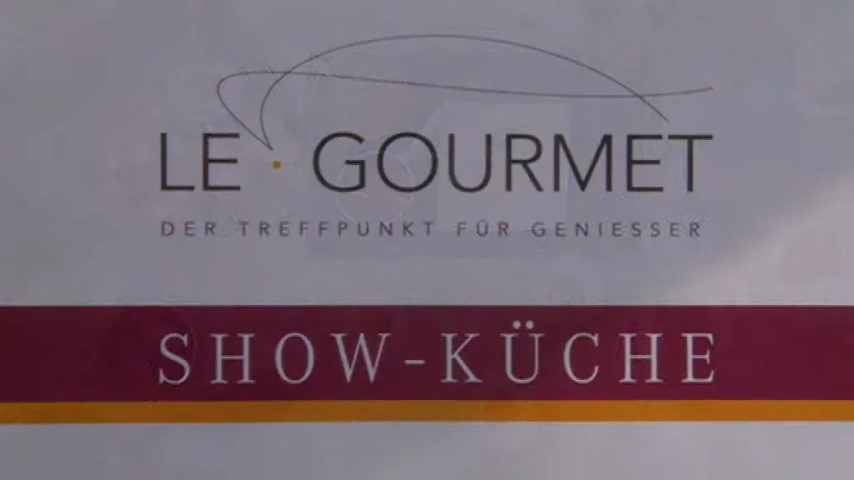 LE · GOURMET
DER TREFFPUNKT FÜR GENIESSER
SHOW-KÜCHE